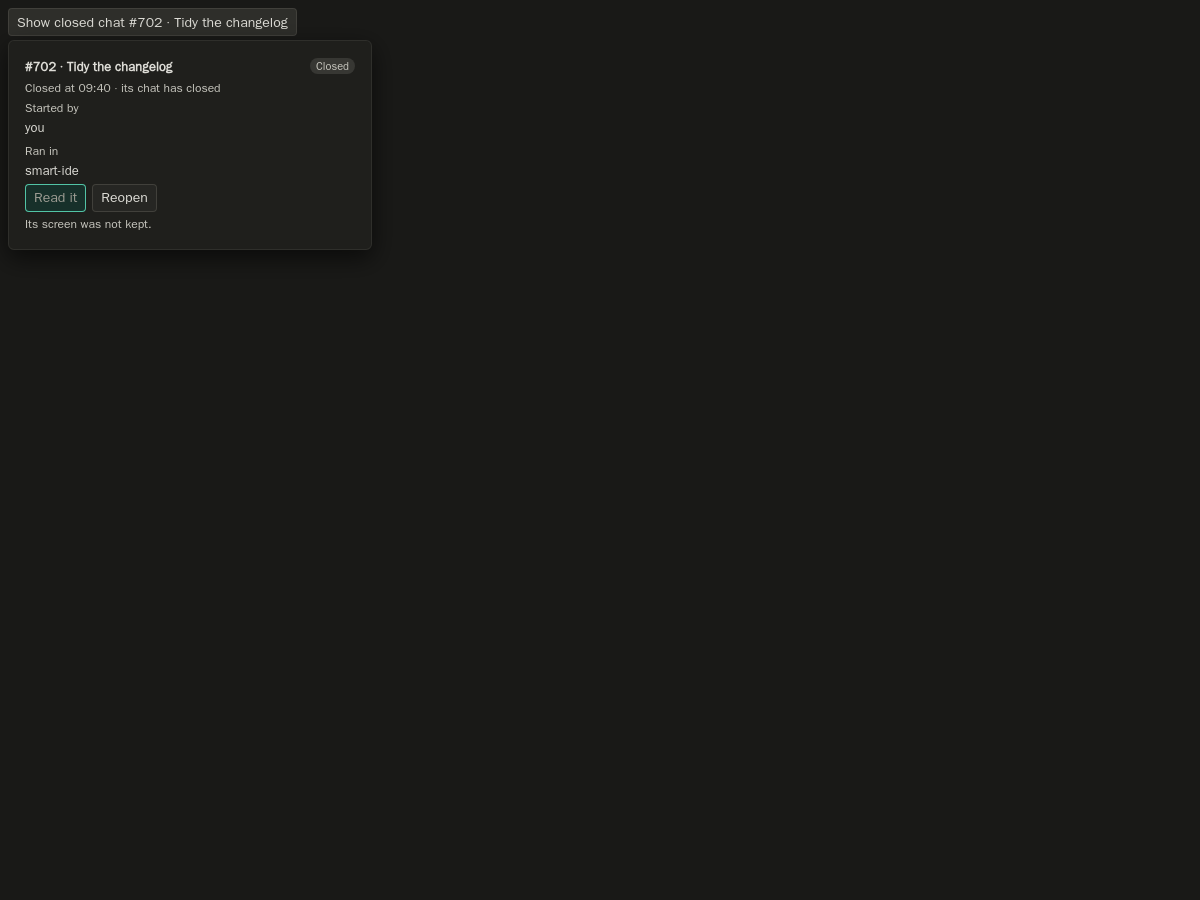 Show closed chat #702 · Tidy the changelog
#702 · Tidy the changelog
Closed
Closed at 09:40 · its chat has closed
Started by
you
Ran in
smart-ide
Read it
Reopen
Its screen was not kept.